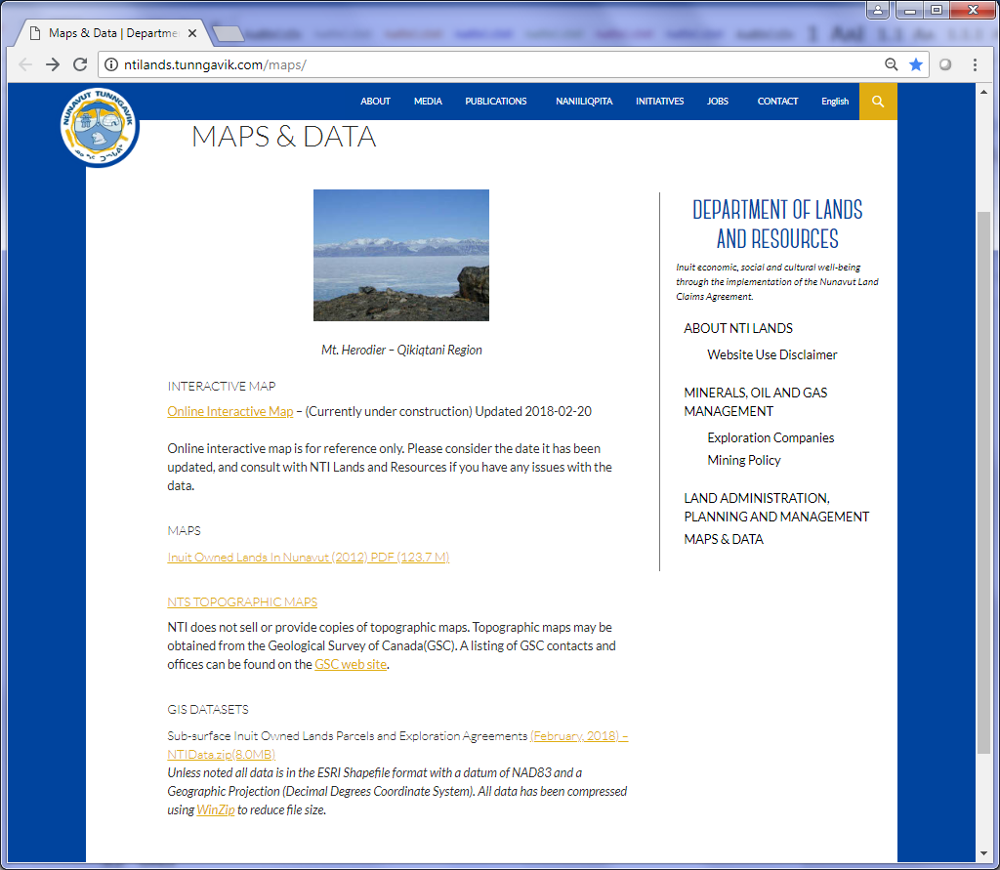 Maps & Data | Departme
ntilands.tunngavik.com/maps/
NUNAVUT TUNNGAVIK
ABOUT MEDIA PUBLICATIONS NANIILIQPITA INITIATIVES JOBS CONTACT English
MAPS & DATA
Mt. Herodier – Qikiqtani Region
INTERACTIVE MAP
Online Interactive Map – (Currently under construction) Updated 2018-02-20
Online interactive map is for reference only. Please consider the date it has been
updated, and consult with NTI Lands and Resources if you have any issues with the
data.
MAPS
Inuit Owned Lands In Nunavut (2012) PDF (123.7 M)
NTS TOPOGRAPHIC MAPS
NTI does not sell or provide copies of topographic maps. Topographic maps may be
obtained from the Geological Survey of Canada(GSC). A listing of GSC contacts and
offices can be found on the GSC web site.
GIS DATASETS
Sub-surface Inuit Owned Lands Parcels and Exploration Agreements (February, 2018) –
NTIData.zip(8.0MB)
Unless noted all data is in the ESRI Shapefile format with a datum of NAD83 and a
Geographic Projection (Decimal Degrees Coordinate System). All data has been compressed
using WinZip to reduce file size.
DEPARTMENT OF LANDS
AND RESOURCES
Inuit economic, social and cultural well-being
through the implementation of the Nunavut Land
Claims Agreement.
ABOUT NTI LANDS
Website Use Disclaimer
MINERALS, OIL AND GAS
MANAGEMENT
Exploration Companies
Mining Policy
LAND ADMINISTRATION,
PLANNING AND MANAGEMENT
MAPS & DATA